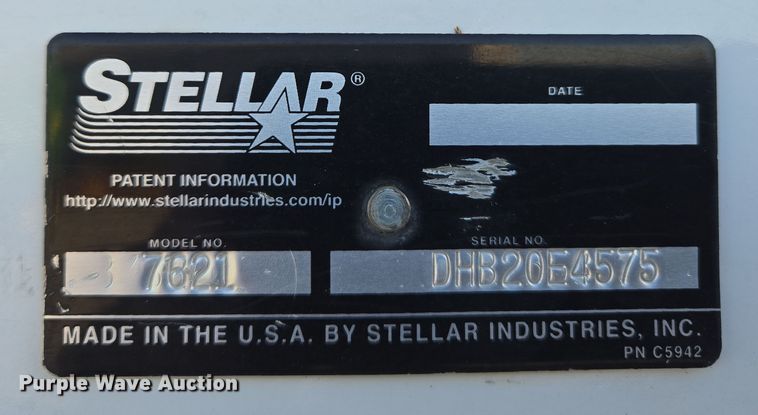 STELLAR®
DATE
PATENT INFORMATION
http://www.stellarindustries.com/ip
MODEL NO.
SERIAL NO.
7621
DHB20E4575
MADE IN THE U.S.A. BY STELLAR INDUSTRIES, INC.
PN C5942
Purple Wave Auction